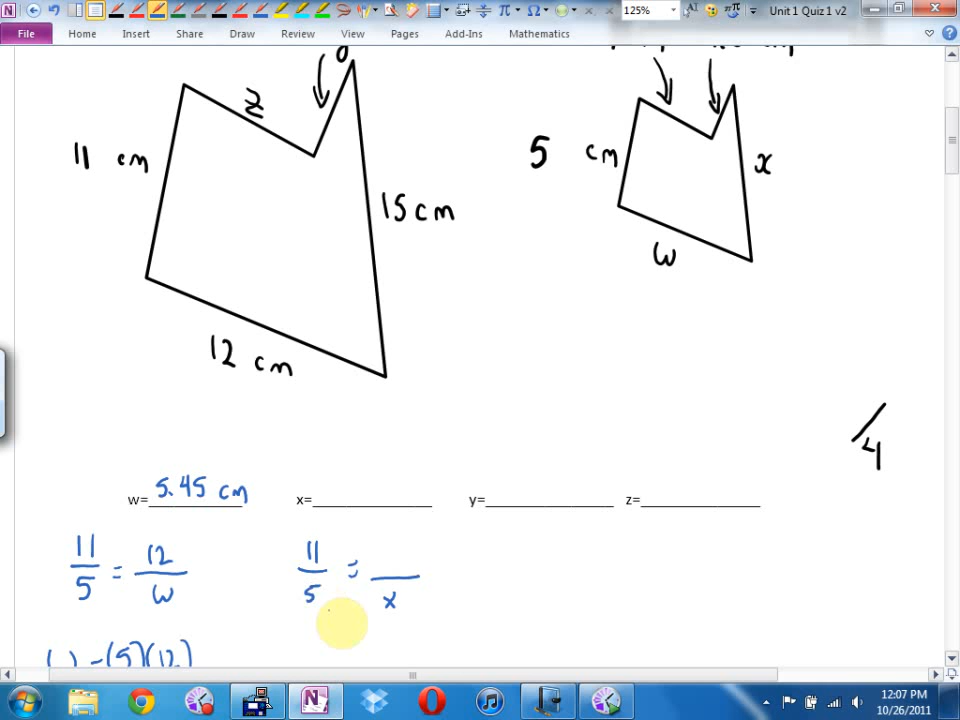 125% Unit 1 Quiz 1 v2
File Home Insert Share Draw Review View Pages Add-Ins Mathematics
z
11 cm
15 cm
12 cm
5 cm
x
w
/4
w= 5.45 cm x= y= z=
11/5 = 12/w
11/5 = /x
(5)(12)
12:07 PM
10/26/2011